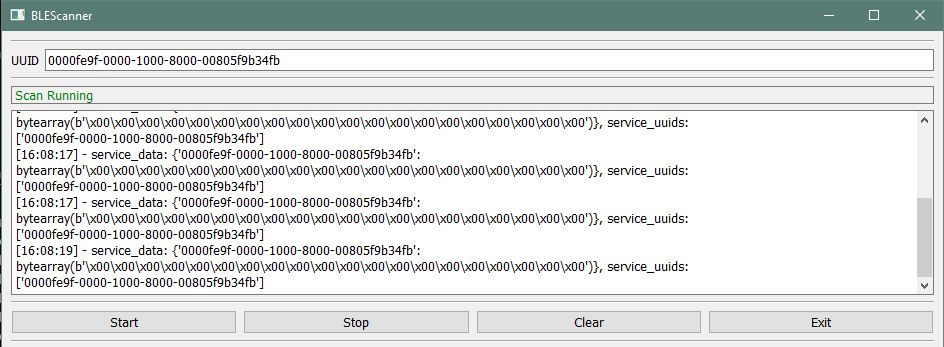 BLEScanner
UUID 0000fe9f-0000-1000-8000-00805f9b34fb
Scan Running
bytearray(b'\x00\x00\x00\x00\x00\x00\x00\x00\x00\x00\x00\x00\x00\x00\x00\x00\x00\x00\x00\x00')}, service_uuids:
['0000fe9f-0000-1000-8000-00805f9b34fb']
[16:08:17] - service_data: {'0000fe9f-0000-1000-8000-00805f9b34fb':
bytearray(b'\x00\x00\x00\x00\x00\x00\x00\x00\x00\x00\x00\x00\x00\x00\x00\x00\x00\x00\x00\x00')}, service_uuids:
['0000fe9f-0000-1000-8000-00805f9b34fb']
[16:08:17] - service_data: {'0000fe9f-0000-1000-8000-00805f9b34fb':
bytearray(b'\x00\x00\x00\x00\x00\x00\x00\x00\x00\x00\x00\x00\x00\x00\x00\x00\x00\x00\x00\x00')}, service_uuids:
['0000fe9f-0000-1000-8000-00805f9b34fb']
[16:08:19] - service_data: {'0000fe9f-0000-1000-8000-00805f9b34fb':
bytearray(b'\x00\x00\x00\x00\x00\x00\x00\x00\x00\x00\x00\x00\x00\x00\x00\x00\x00\x00\x00\x00')}, service_uuids:
['0000fe9f-0000-1000-8000-00805f9b34fb']
Start Stop Clear Exit